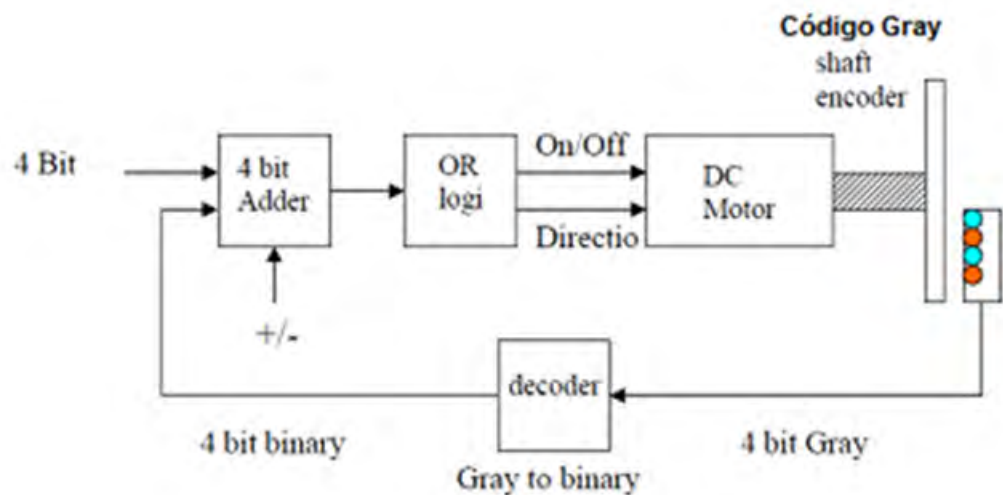 Código Gray
shaft
encoder
4 Bit
4 bit
Adder
OR
logi
On/Off
Directio
DC
Motor
+/-
decoder
4 bit binary
4 bit Gray
Gray to binary